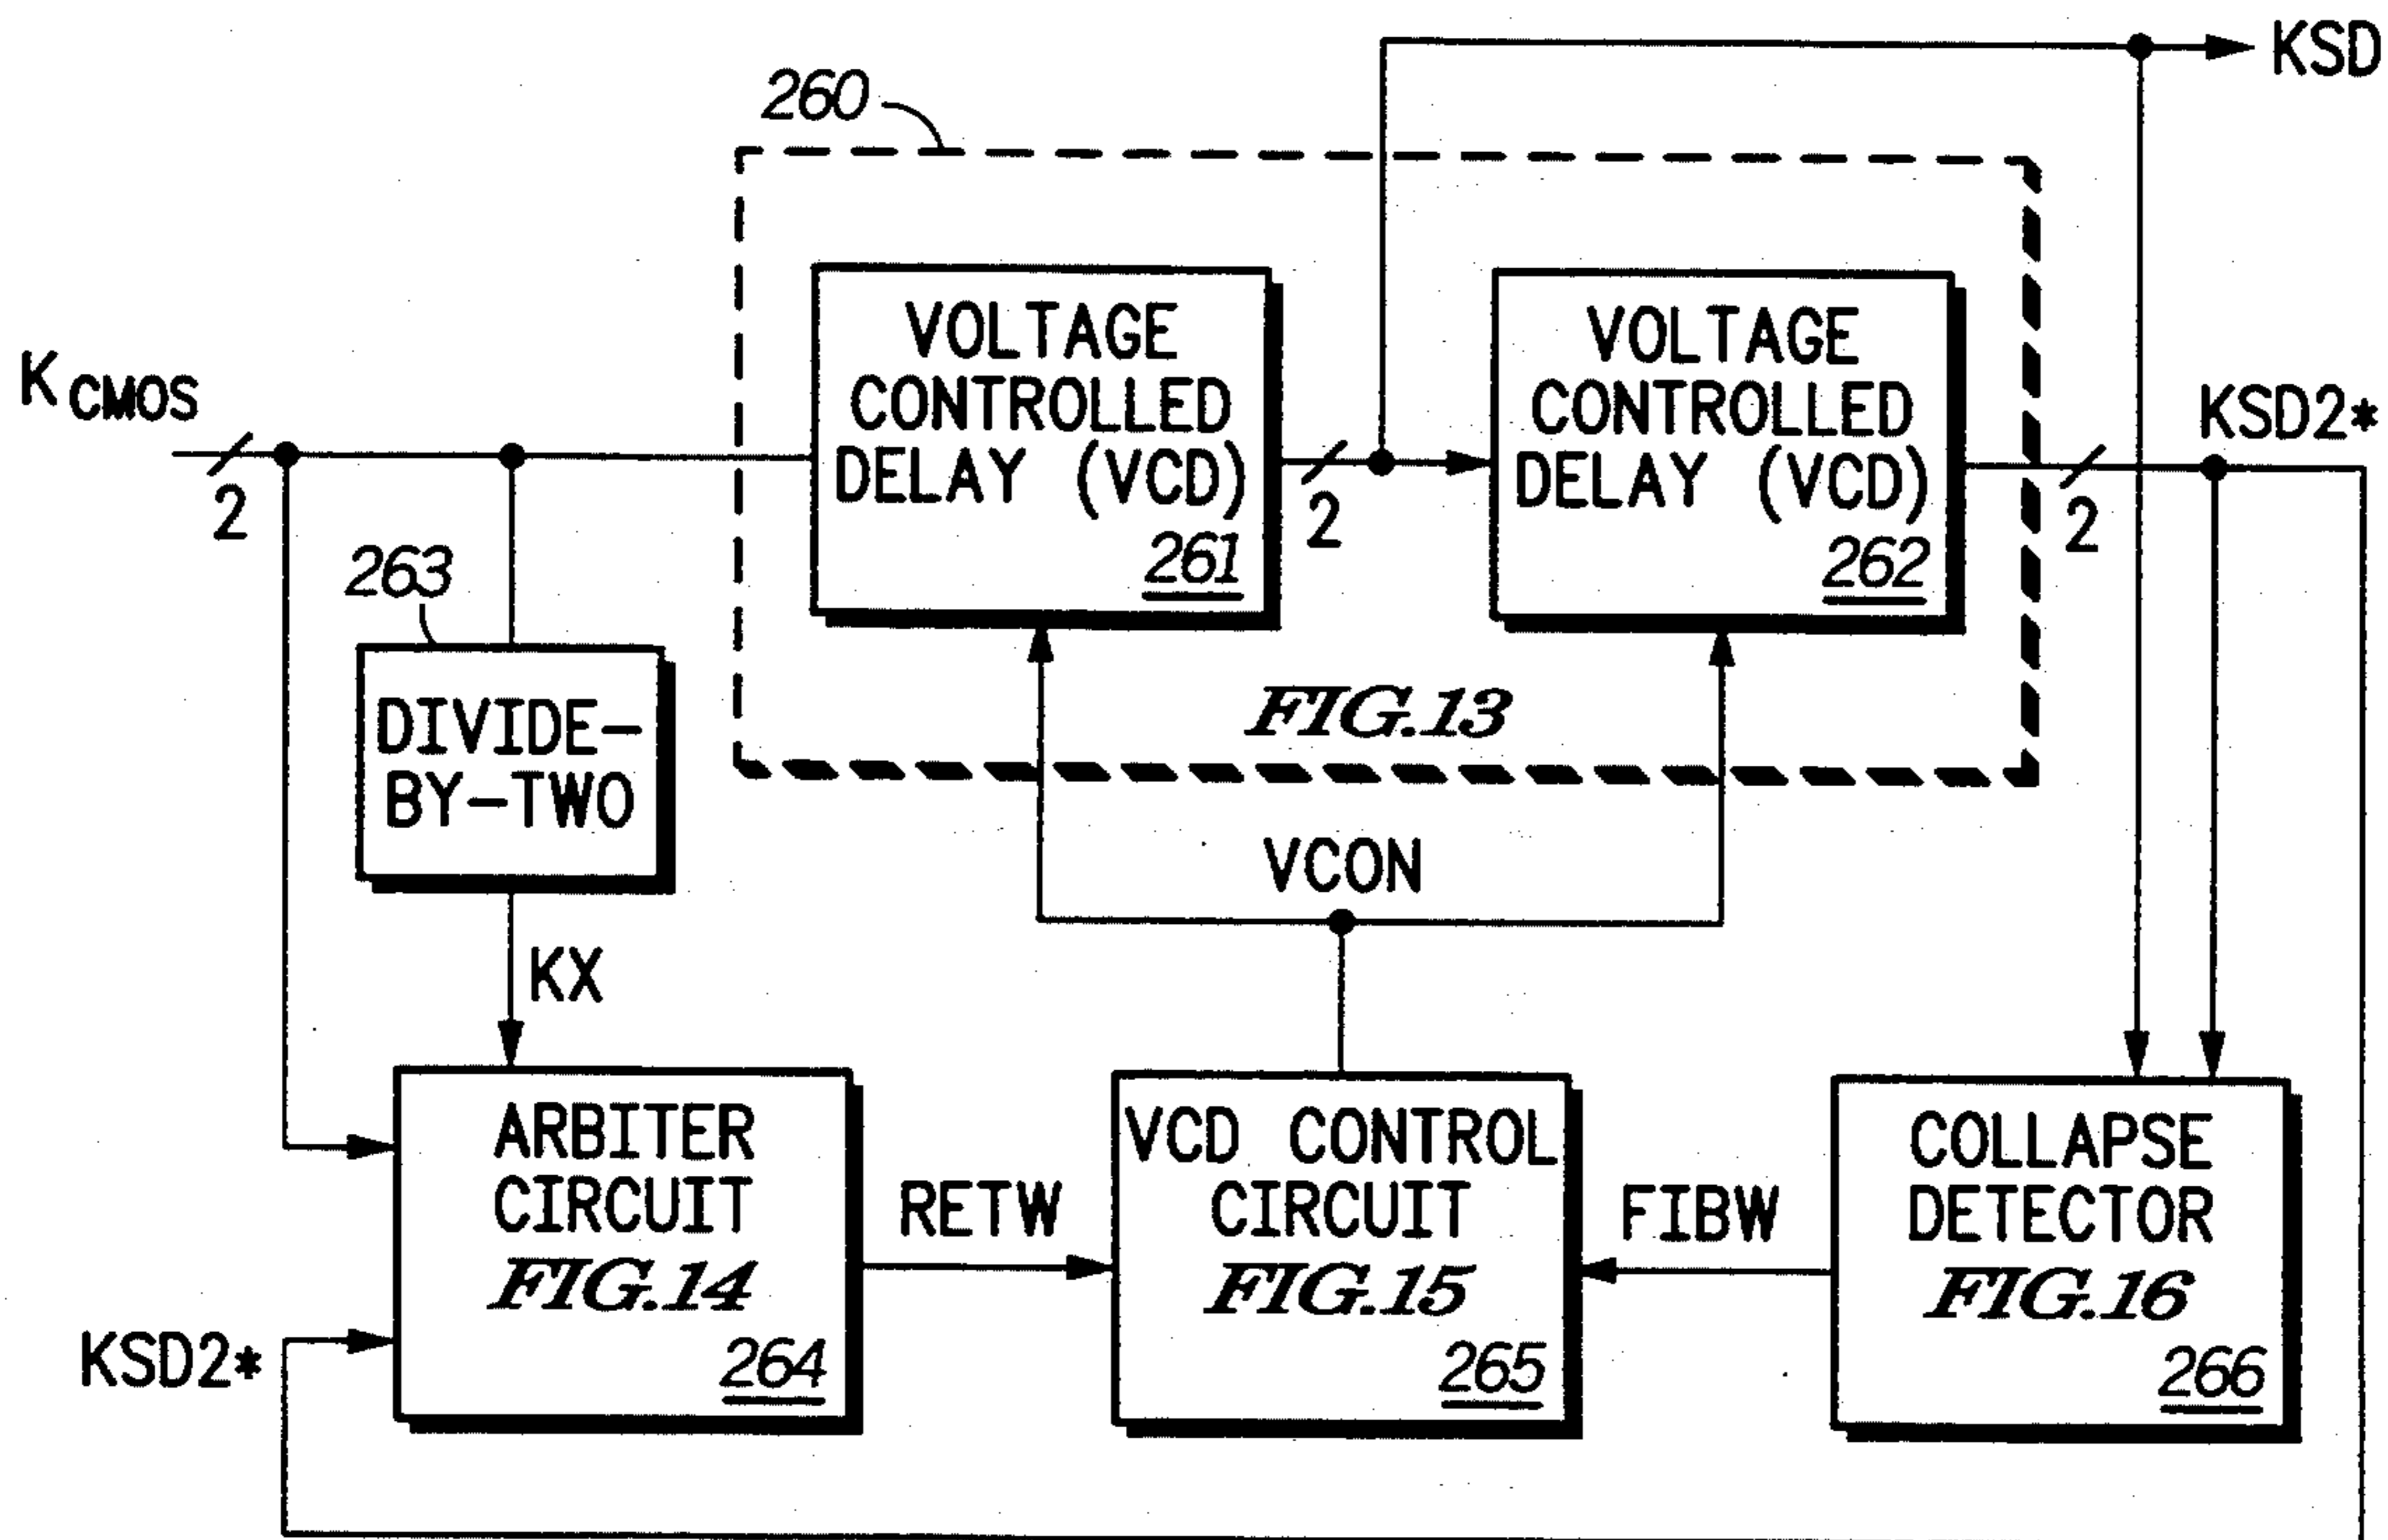 KSD
260
VOLTAGE
CONTROLLED
DELAY (VCD)
261
VOLTAGE
CONTROLLED
DELAY (VCD)
262
K CMOS
2
2
2
KSD2*
263
DIVIDE-
BY-TWO
FIG.13
VCON
KX
ARBITER
CIRCUIT
FIG.14
264
RETW
VCD CONTROL
CIRCUIT
FIG.15
265
FIBW
COLLAPSE
DETECTOR
FIG.16
266
KSD2*